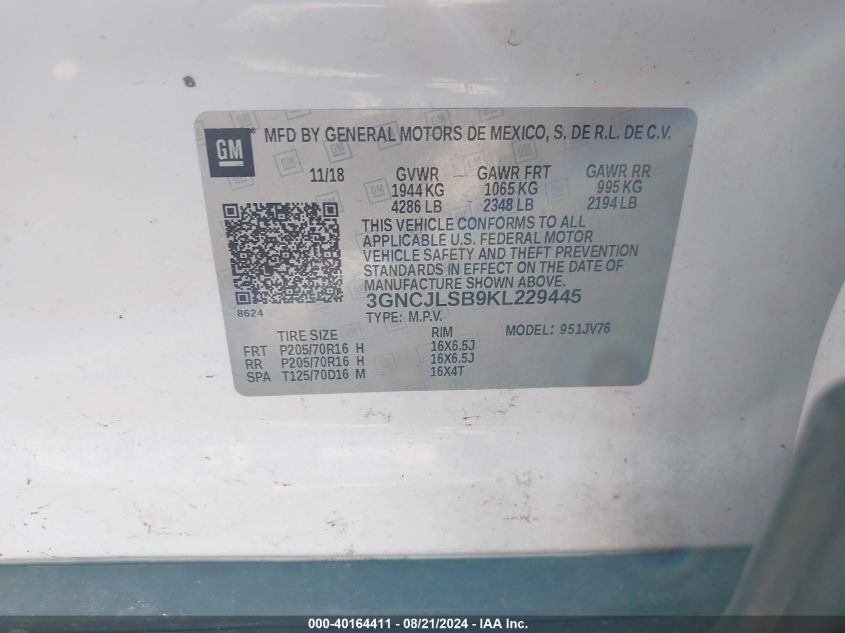 GM® MFD BY GENERAL MOTORS DE MEXICO, S. DE R.L. DE C.V.
11/18 GVWR GAWR FRT GAWR RR
1944 KG 1065 KG 995 KG
4286 LB 2348 LB 2194 LB
THIS VEHICLE CONFORMS TO ALL
APPLICABLE U.S. FEDERAL MOTOR
VEHICLE SAFETY AND THEFT PREVENTION
STANDARDS IN EFFECT ON THE DATE OF
MANUFACTURE SHOWN ABOVE.
3GNCJLSB9KL229445
8624 TYPE: M.P.V. MODEL: 951JV76
TIRE SIZE RIM
FRT P205/70R16 H 16X6.5J
RR P205/70R16 H 16X6.5J
SPA T125/70D16 M 16X4T
000-40164411 - 08/21/2024 - IAA Inc.